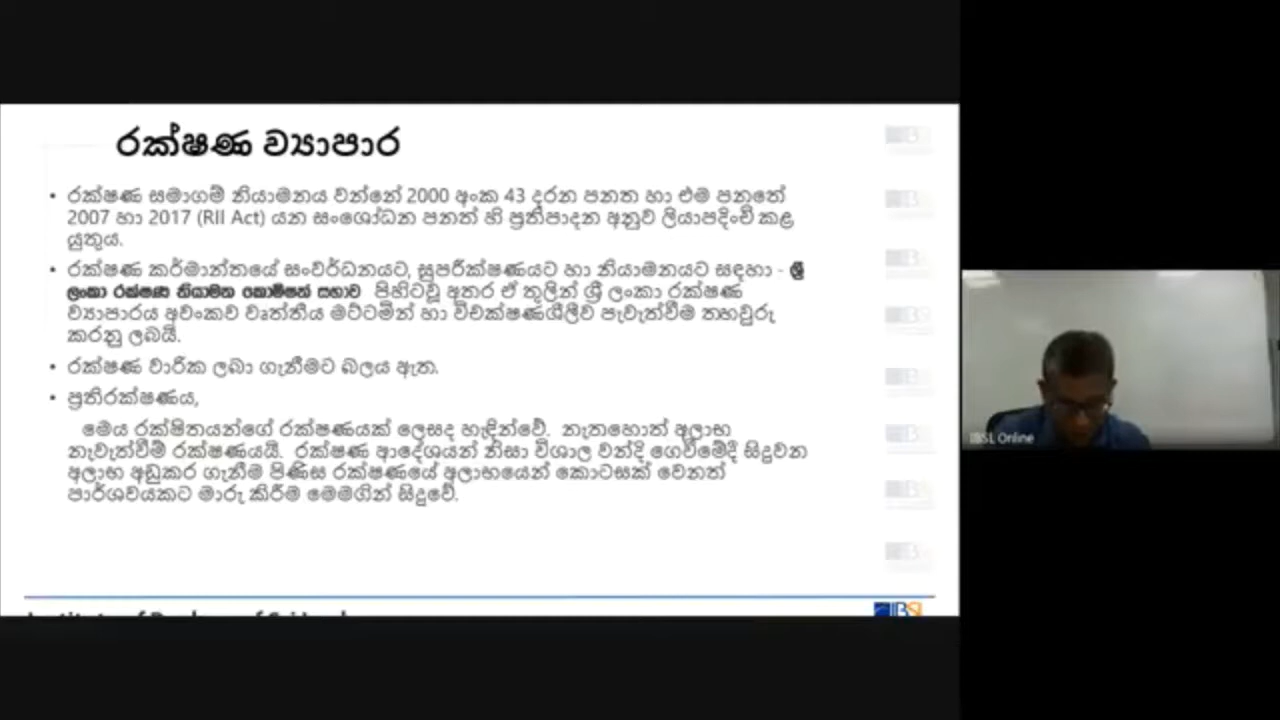 රක්ෂණ ව්‍යාපාර
• රක්ෂණ සමාගම් නියාමනය වන්නේ 2000 අංක 43 දරන පනත හා එම පනතේ
2007 හා 2017 (RII Act) යන සංශෝධන පනත් හි ප්‍රතිපාදන අනුව ලියාපදිංචි කළ
යුතුය.
• රක්ෂණ කර්මාන්තයේ සංවර්ධනයට, සුපරීක්ෂණයට හා නියාමනයට සඳහා - ශ්‍රී
ලංකා රක්ෂණ නියාමන කොමිෂන් සභාව පිහිටවූ අතර ඒ තුලින් ශ්‍රී ලංකා රක්ෂණ
ව්‍යාපාරය අවංකව වෘත්තීය මට්ටමින් හා විචක්ෂණශීලීව පැවැත්වීම තහවුරු
කරනු ලබයි.
• රක්ෂණ වාරික ලබා ගැනීමට බලය ඇත.
• ප්‍රතිරක්ෂණය,
මෙය රක්ෂිතයන්ගේ රක්ෂණයක් ලෙසද හැඳින්වේ. නැතහොත් අලාභ
නැවැත්වීම් රක්ෂණයයි. රක්ෂණ ආදේශයන් නිසා විශාල වන්දි ගෙවීමේදී සිදුවන
අලාභ අඩුකර ගැනීම පිණිස රක්ෂණයේ අලාභයෙන් කොටසක් වෙනත්
පාර්ශවයකට මාරු කිරීම මෙමගින් සිදුවේ.
IBSL
IBSL Online